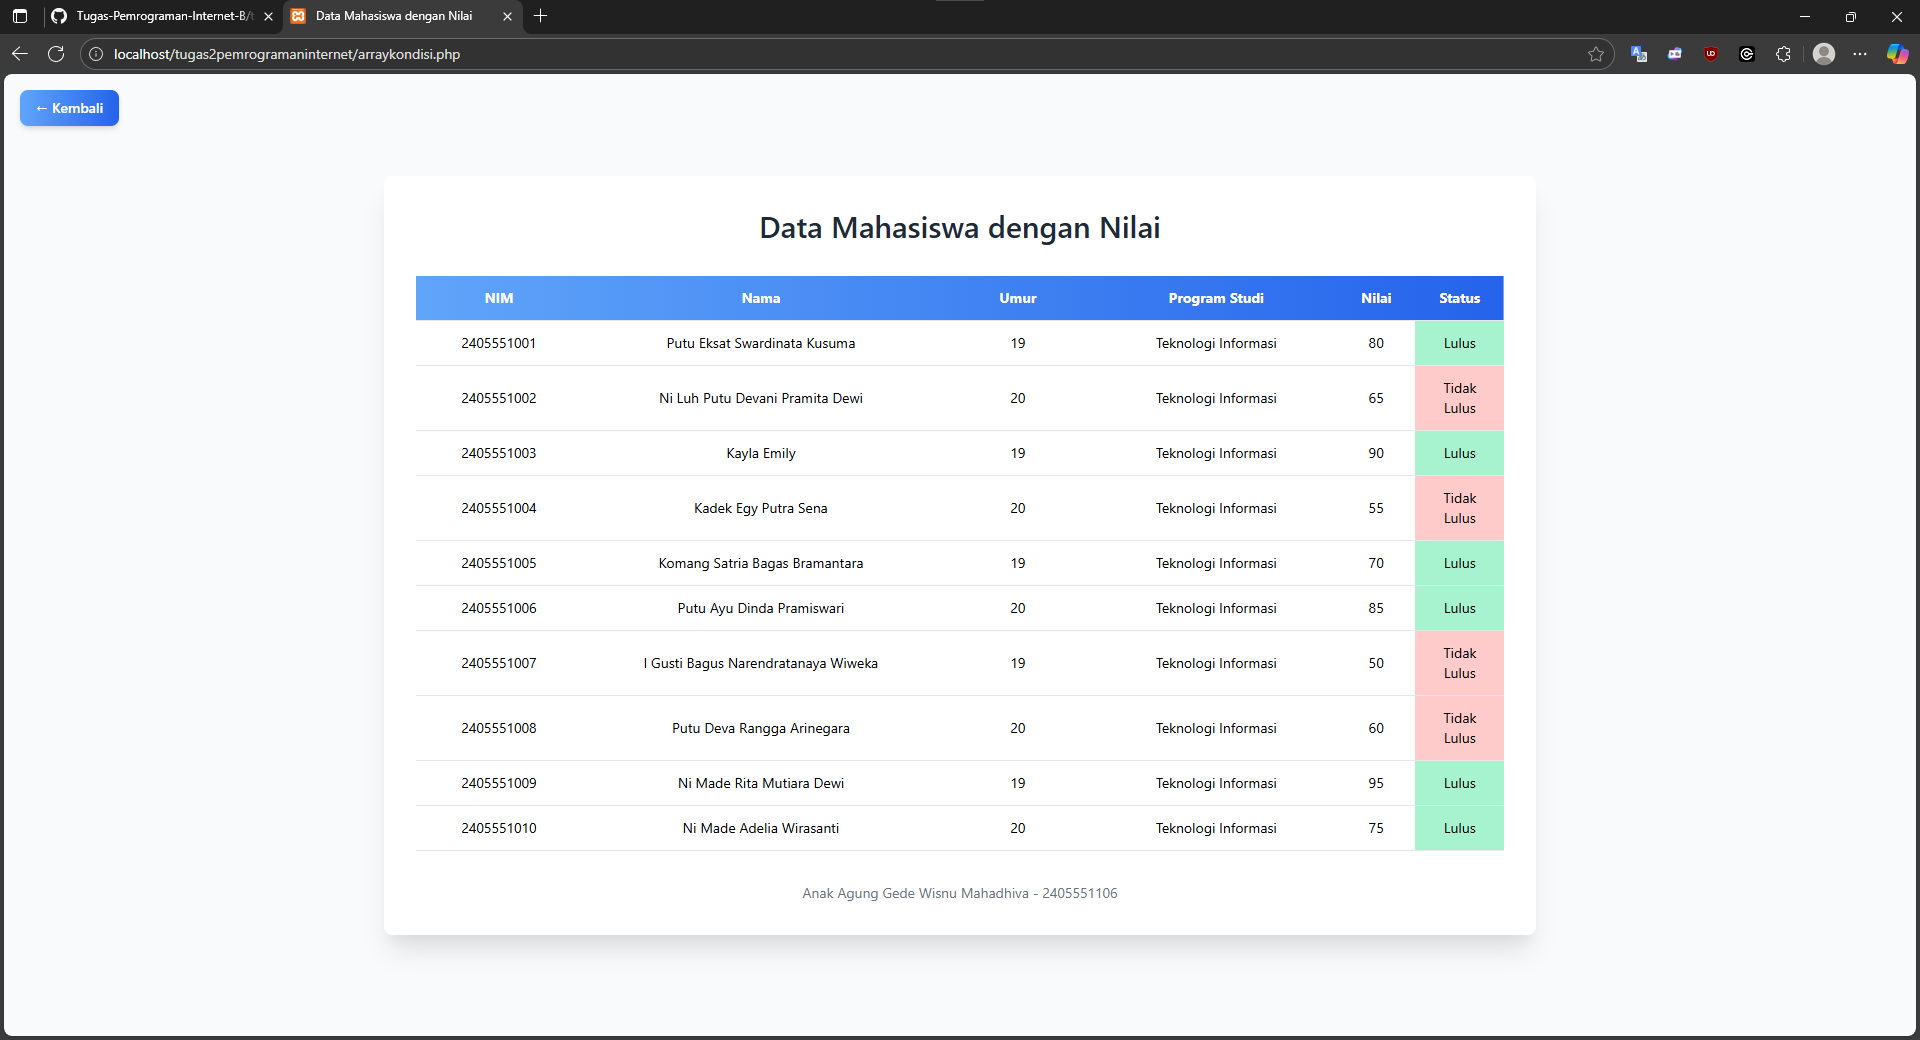 Tugas-Pemrograman-Internet-B/t
Data Mahasiswa dengan Nilai
localhost/tugas2pemrogramaninternet/arraykondisi.php
← Kembali
Data Mahasiswa dengan Nilai
NIM Nama Umur Program Studi Nilai Status
2405551001 Putu Eksat Swardinata Kusuma 19 Teknologi Informasi 80 Lulus
2405551002 Ni Luh Putu Devani Pramita Dewi 20 Teknologi Informasi 65 Tidak
Lulus
2405551003 Kayla Emily 19 Teknologi Informasi 90 Lulus
2405551004 Kadek Egy Putra Sena 20 Teknologi Informasi 55 Tidak
Lulus
2405551005 Komang Satria Bagas Bramantara 19 Teknologi Informasi 70 Lulus
2405551006 Putu Ayu Dinda Pramiswari 20 Teknologi Informasi 85 Lulus
2405551007 I Gusti Bagus Narendratanaya Wiweka 19 Teknologi Informasi 50 Tidak
Lulus
2405551008 Putu Deva Rangga Arinegara 20 Teknologi Informasi 60 Tidak
Lulus
2405551009 Ni Made Rita Mutiara Dewi 19 Teknologi Informasi 95 Lulus
2405551010 Ni Made Adelia Wirasanti 20 Teknologi Informasi 75 Lulus
Anak Agung Gede Wisnu Mahadhiva - 2405551106